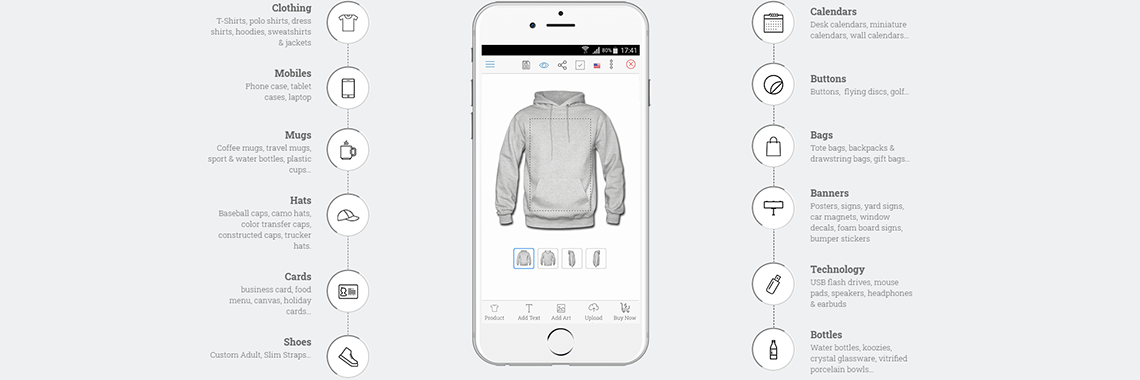 Clothing
T-Shirts, polo shirts, dress
shirts, hoodies, sweatshirts
& jackets
Mobiles
Phone case, tablet
cases, laptop
Mugs
Coffee mugs, travel mugs,
sport & water bottles, plastic
cups...
Hats
Baseball caps, camo hats,
color transfer caps,
constructed caps, trucker
hats.
Cards
business card, food
menu, canvas, holiday
cards...
Shoes
Custom Adult, Slim Straps...
80% 17:41
Product Add Text Add Art Upload Buy Now
Calendars
Desk calendars, miniature
calendars, wall calendars...
Buttons
Buttons, flying discs, golf...
Bags
Tote bags, backpacks &
drawstring bags, gift bags...
Banners
Posters, signs, yard signs,
car magnets, window
decals, foam board signs,
bumper stickers
Technology
USB flash drives, mouse
pads, speakers, headphones
& earbuds
Bottles
Water bottles, koozies,
crystal glassware, vitrified
porcelain bowls...